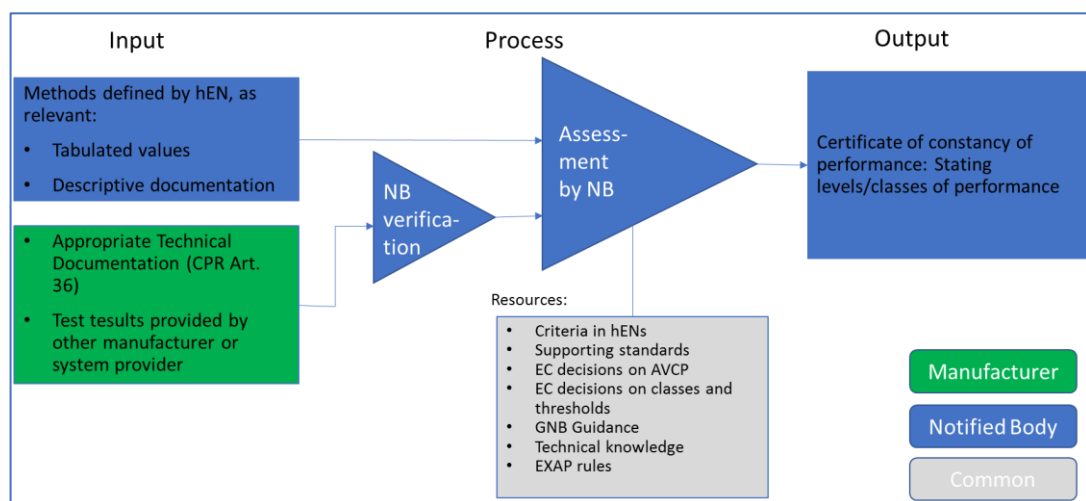 Input
Process
Output
Methods defined by hEN, as
relevant:
• Tabulated values
• Descriptive documentation
• Appropriate Technical
Documentation (CPR Art.
36)
• Test tesults provided by
other manufacturer or
system provider
NB
verifica-
tion
Assess-
ment
by NB
Certificate of constancy of
performance: Stating
levels/classes of performance
Resources:
• Criteria in hENs
• Supporting standards
• EC decisions on AVCP
• EC decisions on classes and
thresholds
• GNB Guidance
• Technical knowledge
• EXAP rules
Manufacturer
Notified Body
Common